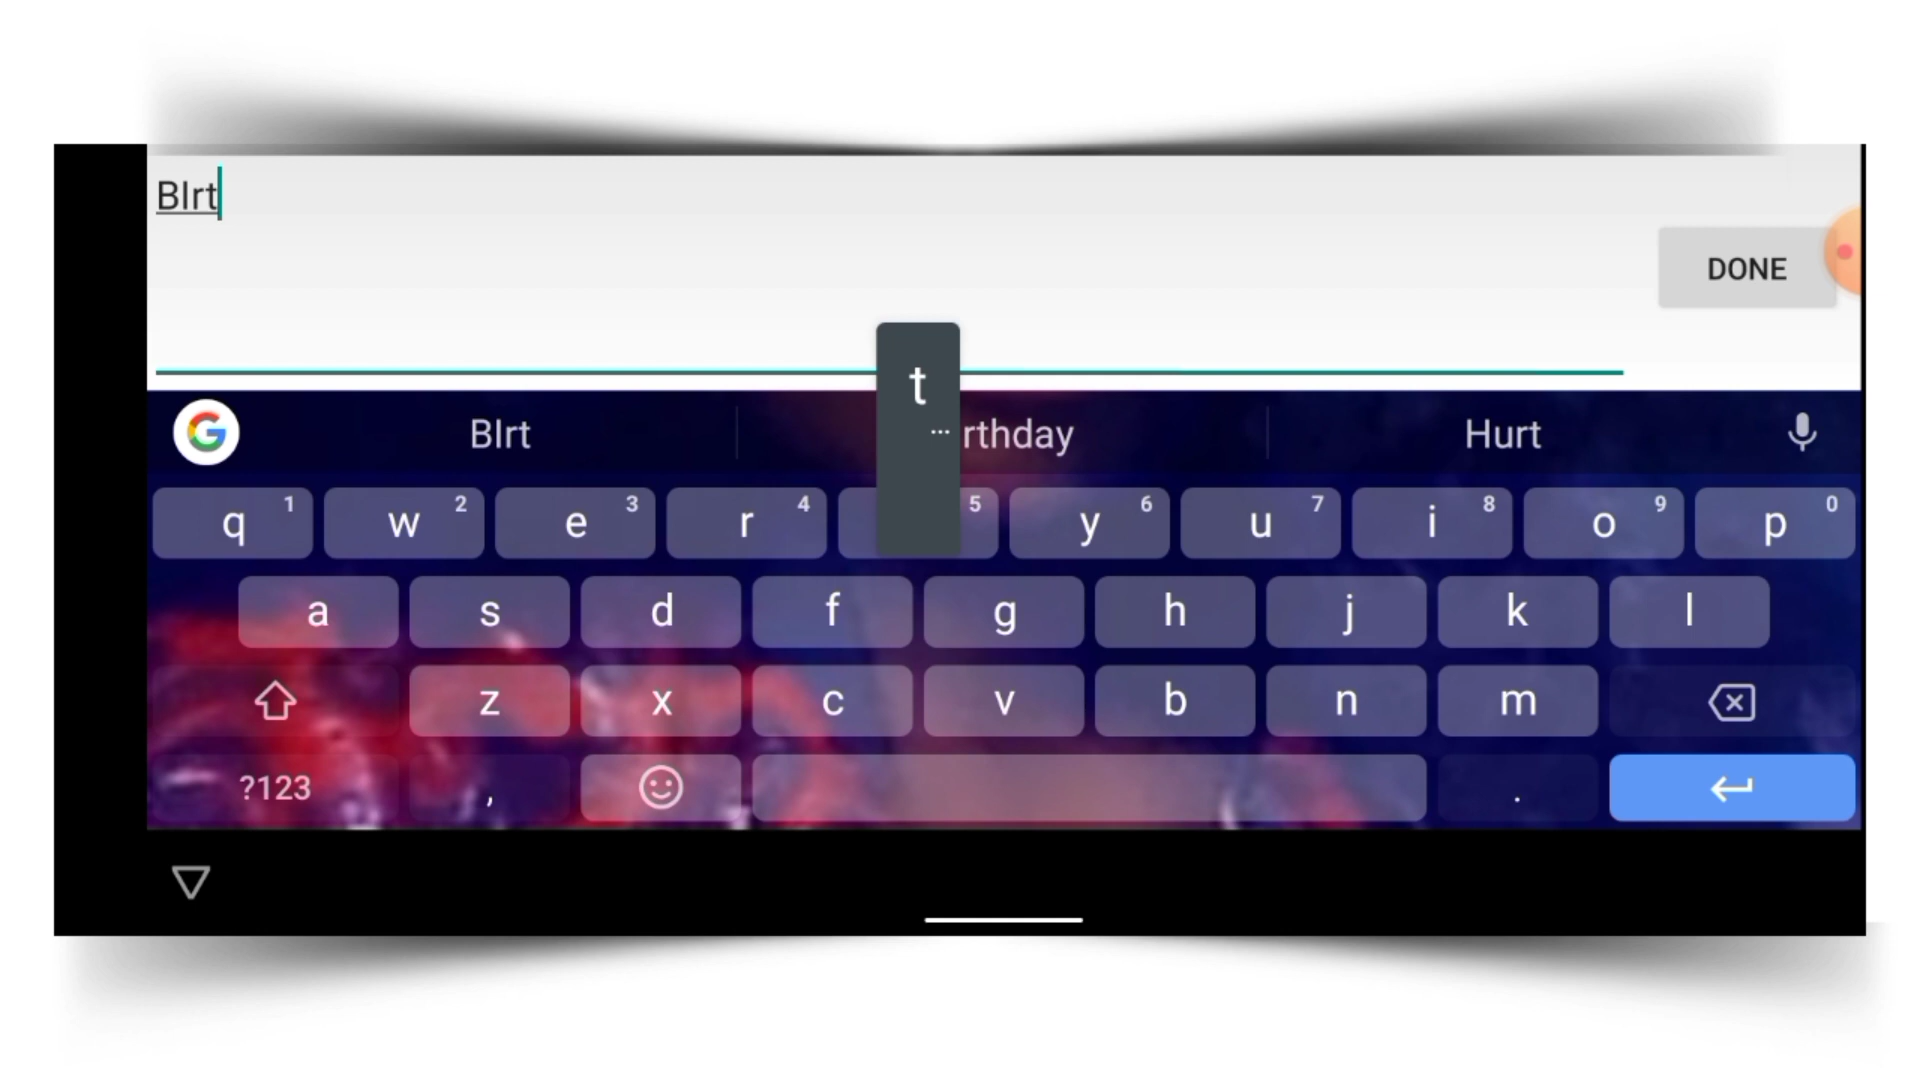 BIrt
DONE
t
...
BIrt rthday Hurt
q 1 w 2 e 3 r 4 5 y 6 u 7 i 8 o 9 p 0
a s d f g h j k l
z x c v b n m
?123 , .